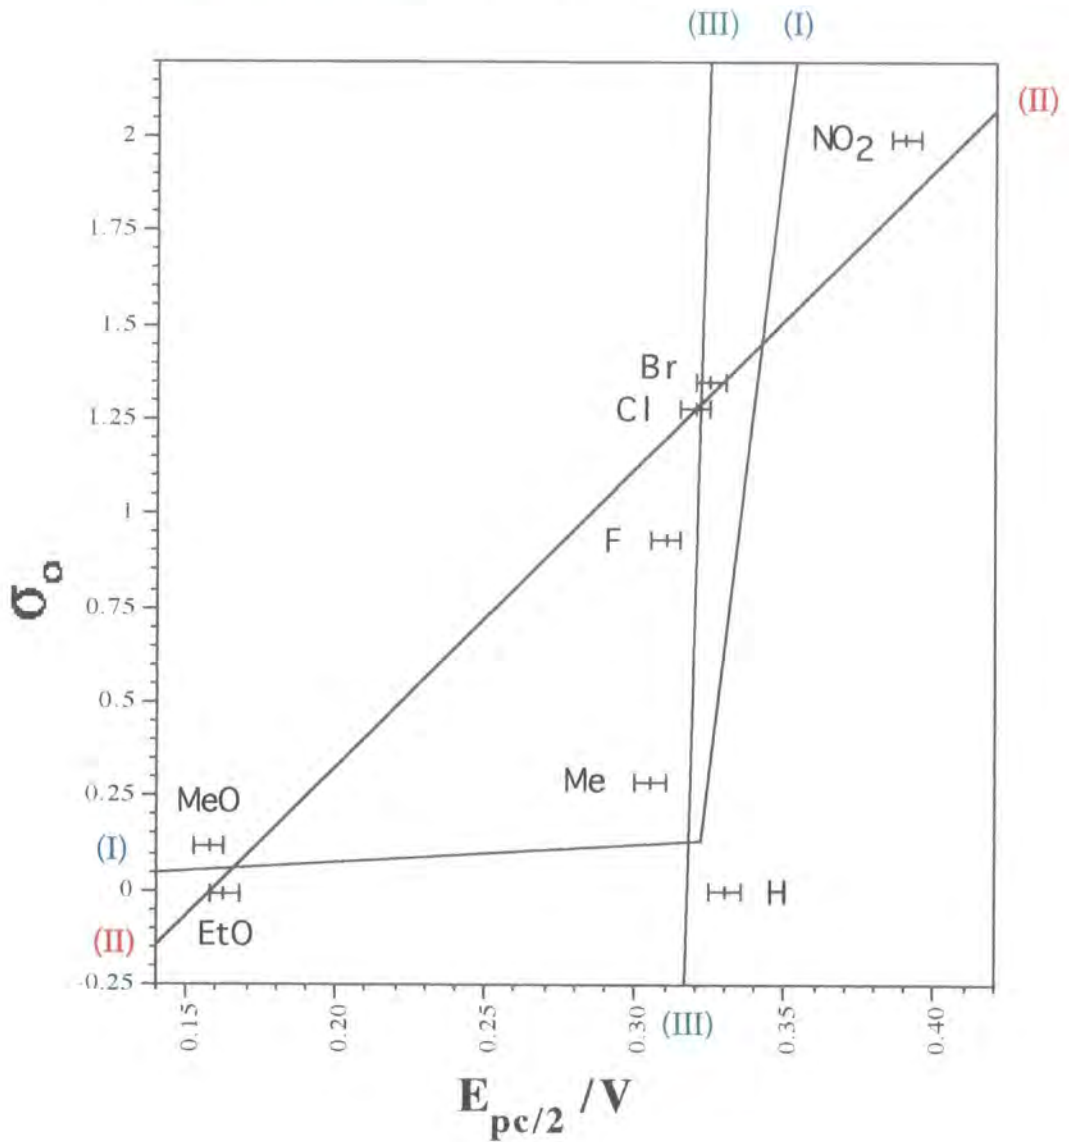 (III) (I)
(II)
NO2
2
1.75
1.5
Br
Cl
1.25
1
F
0.75
0.5
Me
0.25
MeO
(I)
0
H
EtO
(II)
-0.25
(III)
0.15 0.20 0.25 0.30 0.35 0.40
σo
Epc/2 /V